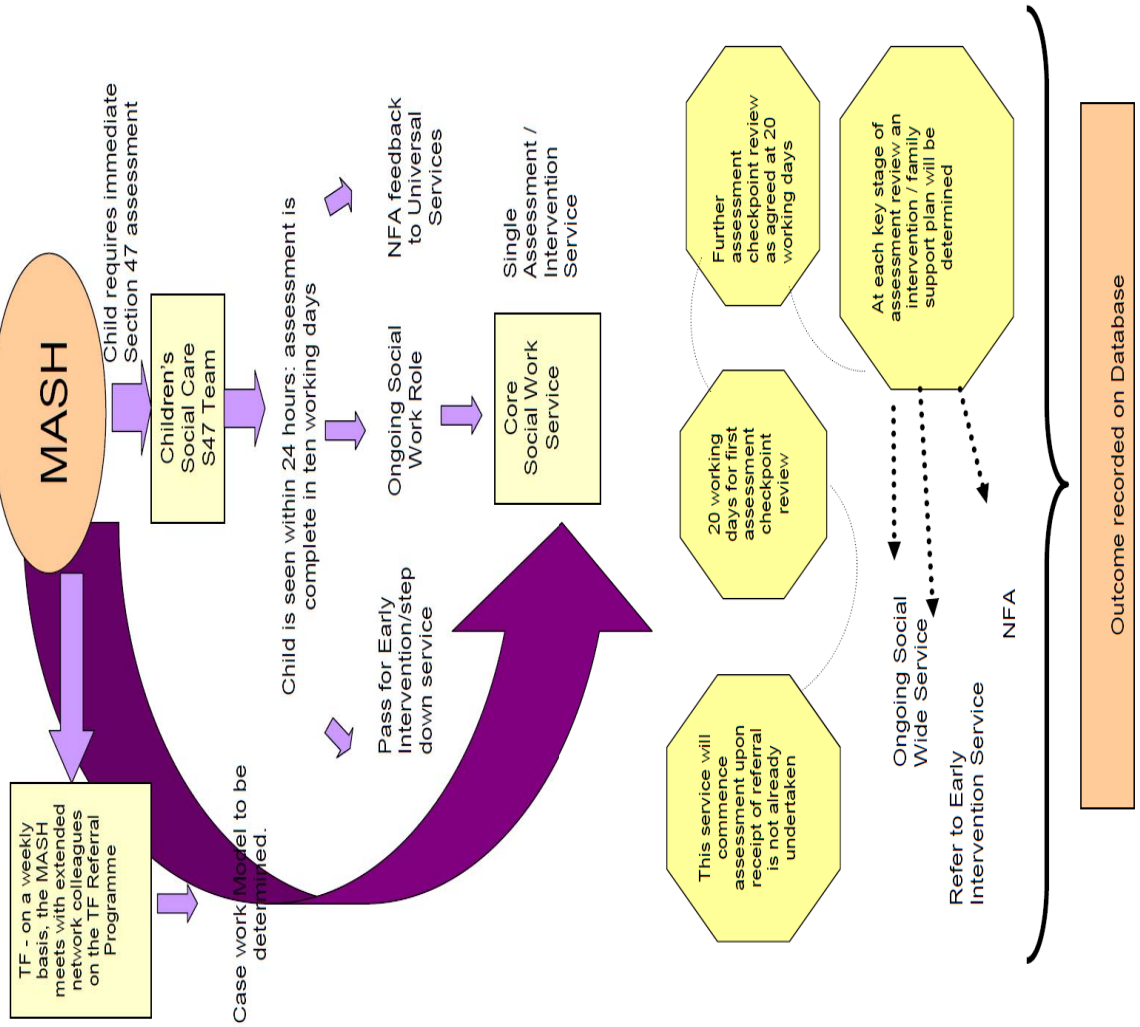 MASH
TF - on a weekly
basis, the MASH
meets with extended
network colleagues
on the TF Referral
Programme
Case work Model to be
determined.
Child requires immediate
Section 47 assessment
Children's
Social Care
S47 Team
Child is seen within 24 hours: assessment is
complete in ten working days
Pass for Early
Intervention/step
down service
Ongoing Social
Work Role
NFA feedback
to Universal
Services
Core
Social Work
Service
Single
Assessment /
Intervention
Service
This service will
commence
assessment upon
receipt of referral
is not already
undertaken
20 working
days for first
assessment
checkpoint
review
Further
assessment
checkpoint review
as agreed at 20
working days
At each key stage of
assessment review an
intervention / family
support plan will be
determined
Ongoing Social
Wide Service
Refer to Early
Intervention Service
NFA
Outcome recorded on Database